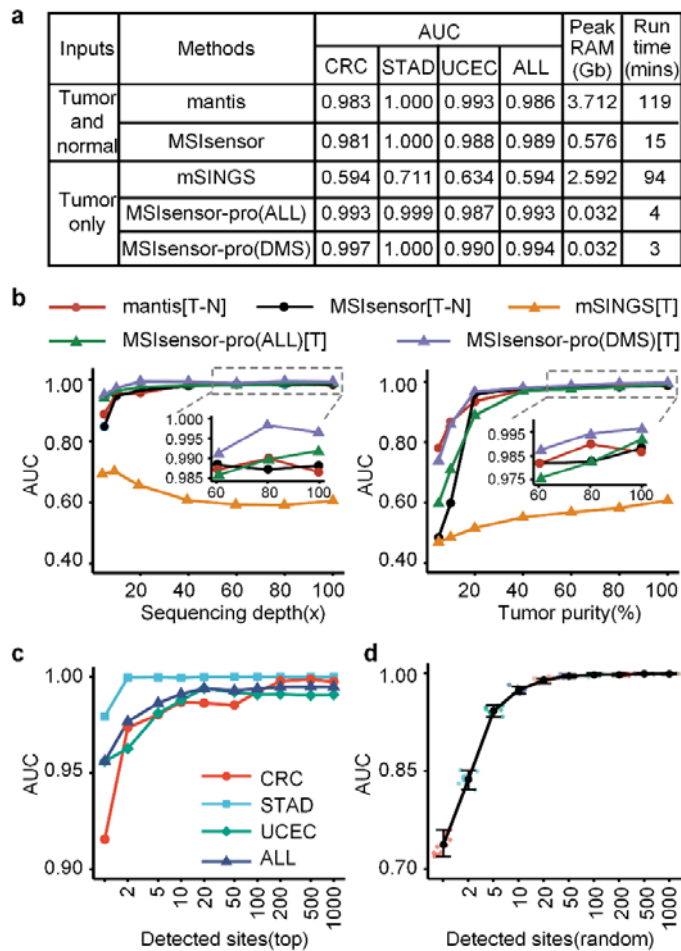 a
Inputs Methods AUC Peak RAM (Gb) Run time (mins)
CRC STAD UCEC ALL
Tumor and normal mantis 0.983 1.000 0.993 0.986 3.712 119
MSIsensor 0.981 1.000 0.988 0.989 0.576 15
Tumor only mSINGS 0.594 0.711 0.634 0.594 2.592 94
MSIsensor-pro(ALL) 0.993 0.999 0.987 0.993 0.032 4
MSIsensor-pro(DMS) 0.997 1.000 0.990 0.994 0.032 3
b
mantis[T-N] MSIsensor[T-N] mSINGS[T]
MSIsensor-pro(ALL)[T] MSIsensor-pro(DMS)[T]
AUC
1.00
0.80
0.60
0.40
1.000
0.995
0.990
0.985
60 80 100
0 20 40 60 80 100
Sequencing depth(x)
AUC
1.00
0.80
0.60
0.40
0.995
0.985
0.975
60 80 100
0 20 40 60 80 100
Tumor purity(%)
c
AUC
1.00
0.95
0.90
CRC
STAD
UCEC
ALL
2 5 10 20 50 100 200 500 1000
Detected sites(top)
d
AUC
1.00
0.85
0.70
2 5 10 20 50 100 200 500 1000
Detected sites(random)